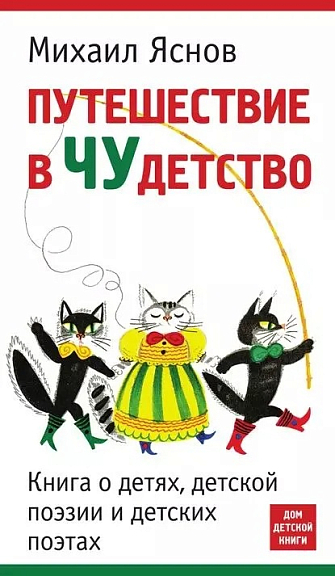 Михаил Яснов
ПУТЕШЕСТВИЕ
В ЧУДЕТСТВО
Книга о детях, детской
поэзии и детских
поэтах
ДОМ
ДЕТСКОЙ
КНИГИ